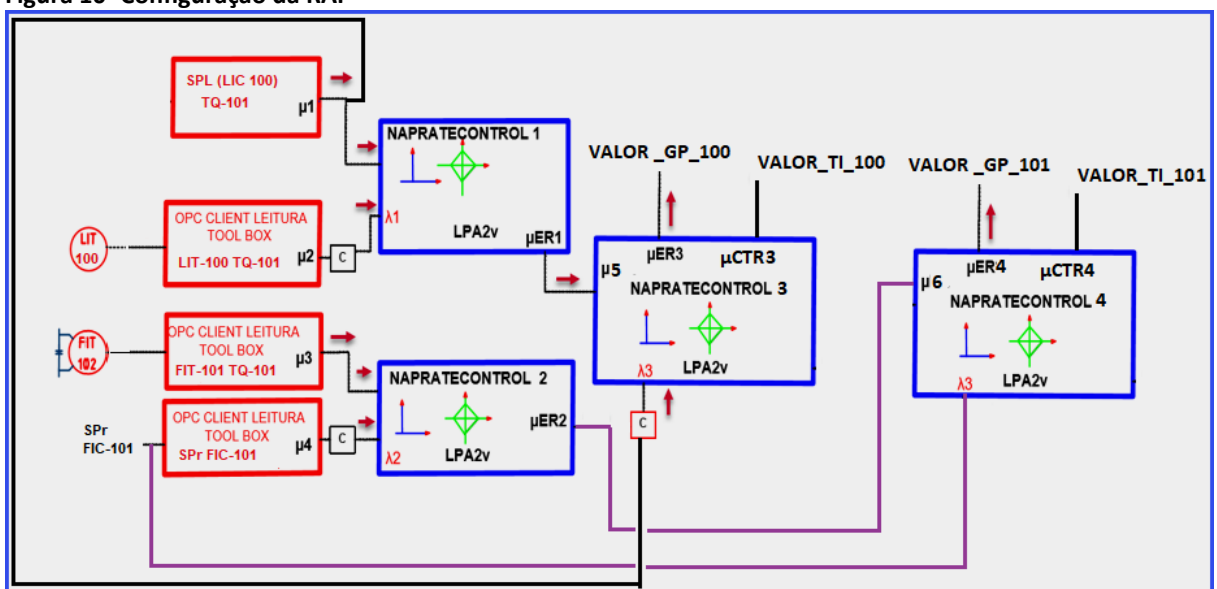 Figura 10- Configuração da RAP
SPL (LIC 100)
TQ-101
µ1
NAPRATECONTROL 1
λ1
LPA2v
µER1
LIT
100
OPC CLIENT LEITURA
TOOL BOX
LIT-100 TQ-101
µ2
C
FIT
102
OPC CLIENT LEITURA
TOOL BOX
FIT-101 TQ-101
µ3
SPr
FIC-101
OPC CLIENT LEITURA
TOOL BOX
SPr FIC-101
µ4
C
NAPRATECONTROL 2
µER2
λ2
LPA2v
VALOR _GP_100
VALOR_TI_100
µER3
µCTR3
µ5
NAPRATECONTROL 3
λ3
LPA2v
C
VALOR _GP_101
VALOR_TI_101
µER4
µCTR4
µ6
NAPRATECONTROL 4
λ3
LPA2v